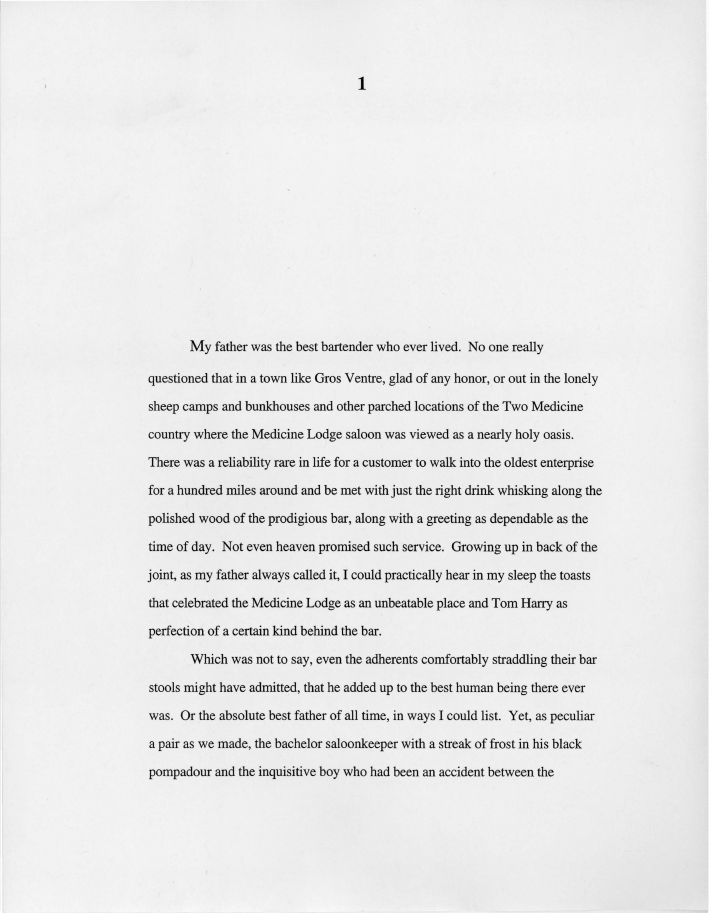 1
My father was the best bartender who ever lived.  No one really
questioned that in a town like Gros Ventre, glad of any honor, or out in the lonely
sheep camps and bunkhouses and other parched locations of the Two Medicine
country where the Medicine Lodge saloon was viewed as a nearly holy oasis.
There was a reliability rare in life for a customer to walk into the oldest enterprise
for a hundred miles around and be met with just the right drink whisking along the
polished wood of the prodigious bar, along with a greeting as dependable as the
time of day.  Not even heaven promised such service.  Growing up in back of the
joint, as my father always called it, I could practically hear in my sleep the toasts
that celebrated the Medicine Lodge as an unbeatable place and Tom Harry as
perfection of a certain kind behind the bar.
Which was not to say, even the adherents comfortably straddling their bar
stools might have admitted, that he added up to the best human being there ever
was.  Or the absolute best father of all time, in ways I could list.  Yet, as peculiar
a pair as we made, the bachelor saloonkeeper with a streak of frost in his black
pompadour and the inquisitive boy who had been an accident between the